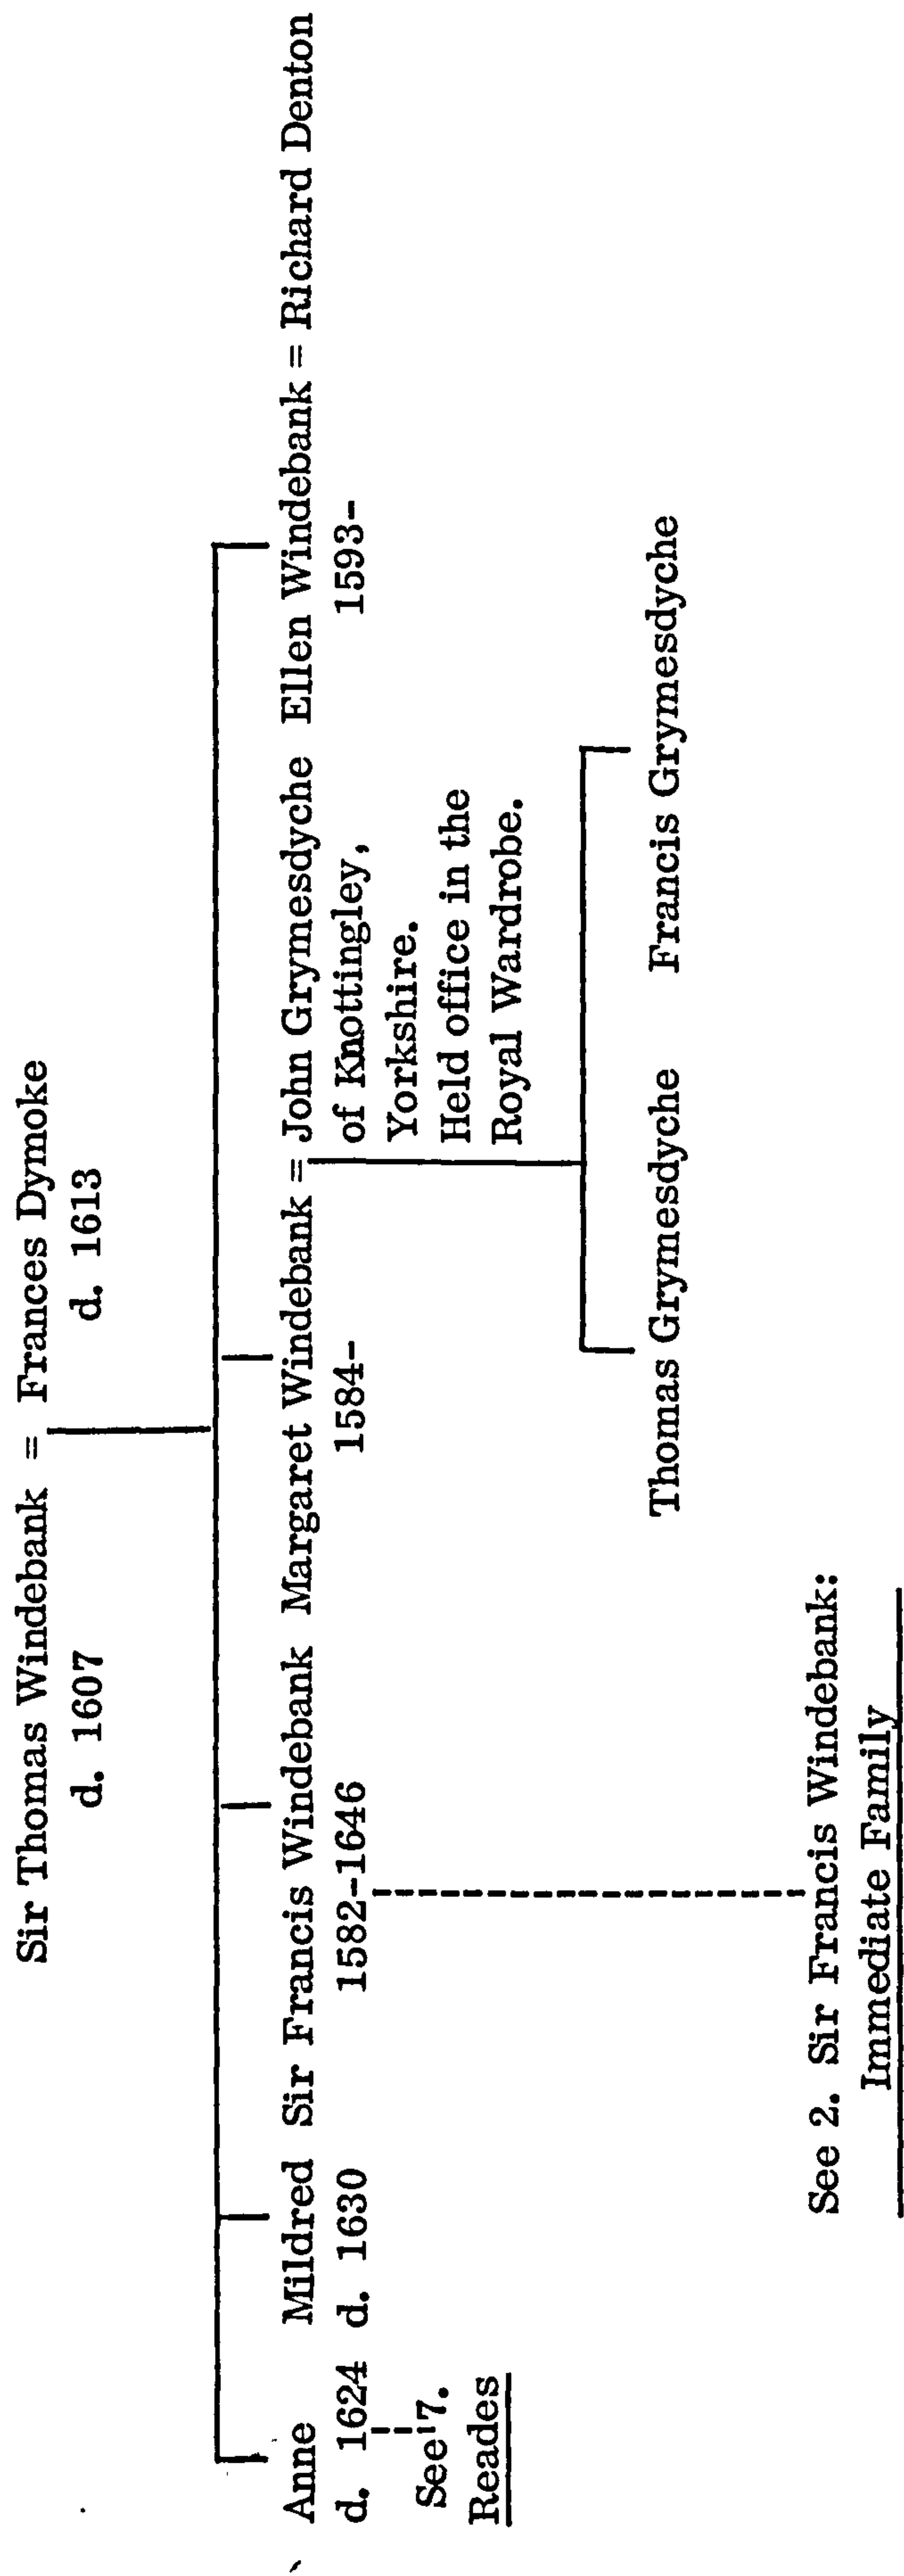 Sir Thomas Windebank = Frances Dymoke
d. 1607 d. 1613
Anne Mildred Sir Francis Windebank Margaret Windebank = John Grymesdyche Ellen Windebank = Richard Denton
d. 1624 d. 1630 1582-1646 1584- of Knottingley, 1593-
Yorkshire.
See 7. Held office in the
Reades Royal Wardrobe.
Thomas Grymesdyche Francis Grymesdyche
See 2. Sir Francis Windebank:
Immediate Family